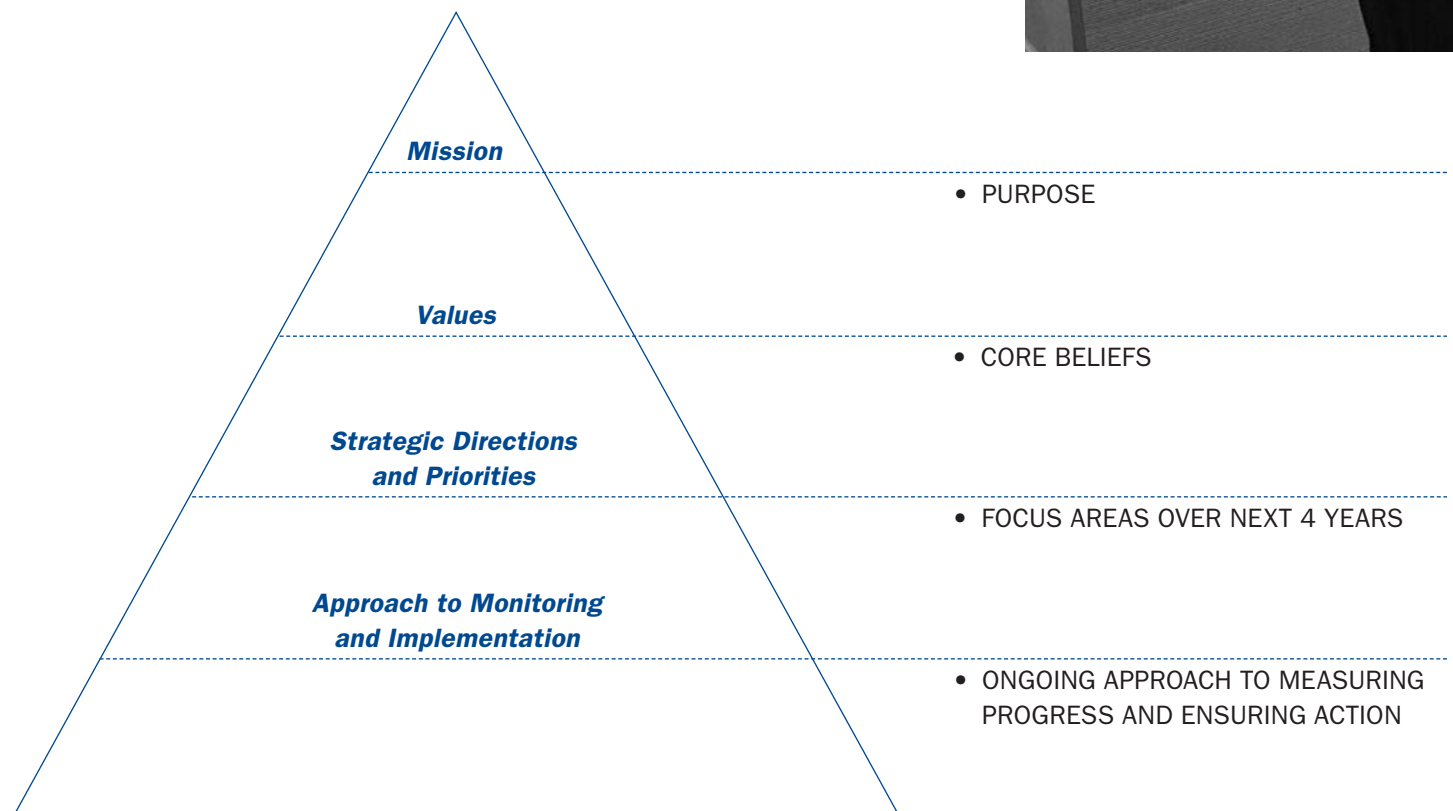 Mission
• PURPOSE
Values
• CORE BELIEFS
Strategic Directions
and Priorities
• FOCUS AREAS OVER NEXT 4 YEARS
Approach to Monitoring
and Implementation
• ONGOING APPROACH TO MEASURING
PROGRESS AND ENSURING ACTION